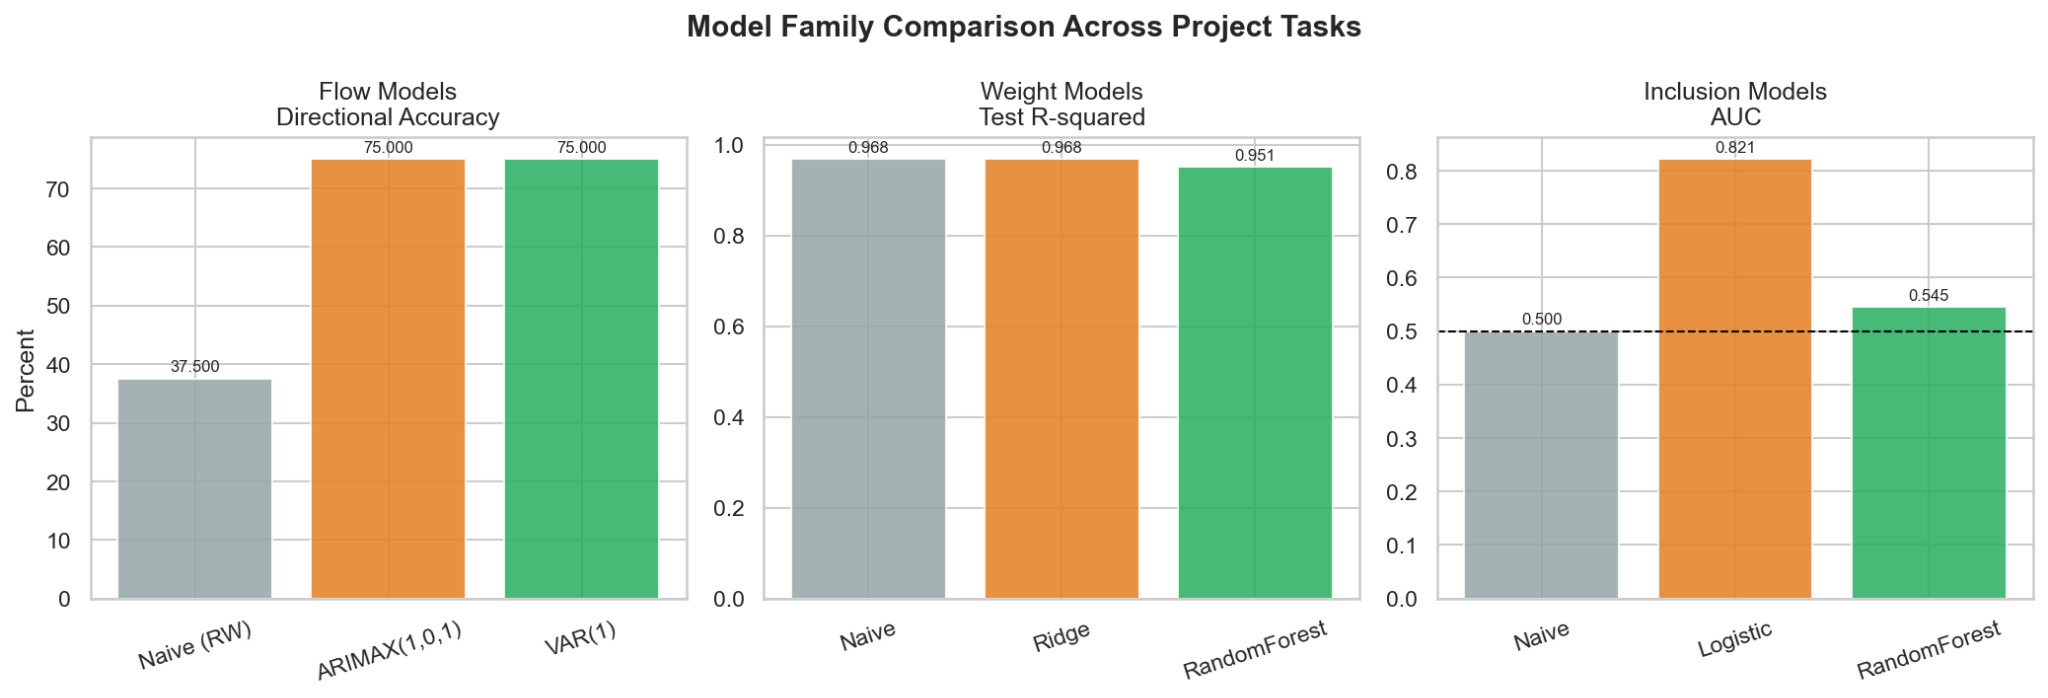 Model Family Comparison Across Project Tasks
Flow Models
Directional Accuracy
Percent
70
60
50
40
30
20
10
0
37.500
75.000
75.000
Naive (RW)
ARIMAX(1,0,1)
VAR(1)
Weight Models
Test R-squared
1.0
0.8
0.6
0.4
0.2
0.0
0.968
0.968
0.951
Naive
Ridge
RandomForest
Inclusion Models
AUC
0.8
0.7
0.6
0.5
0.4
0.3
0.2
0.1
0.0
0.500
0.821
0.545
Naive
Logistic
RandomForest